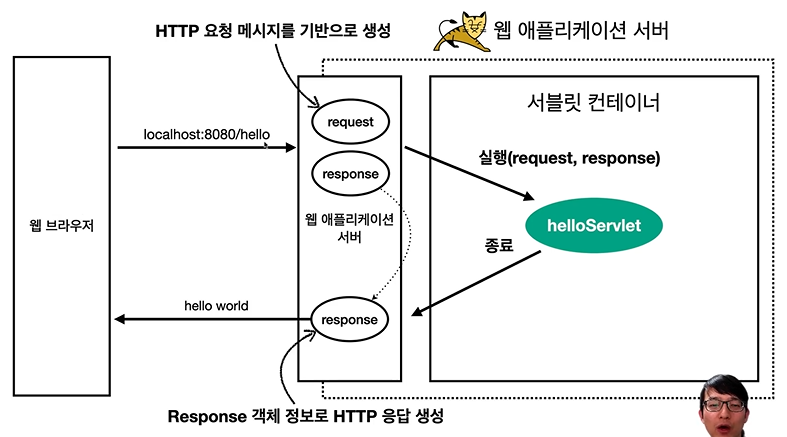 HTTP 요청 메시지를 기반으로 생성
웹 애플리케이션 서버
서블릿 컨테이너
request
localhost:8080/hello
실행(request, response)
response
웹 브라우저
웹 애플리케이션
서버
helloServlet
종료
hello world
response
Response 객체 정보로 HTTP 응답 생성